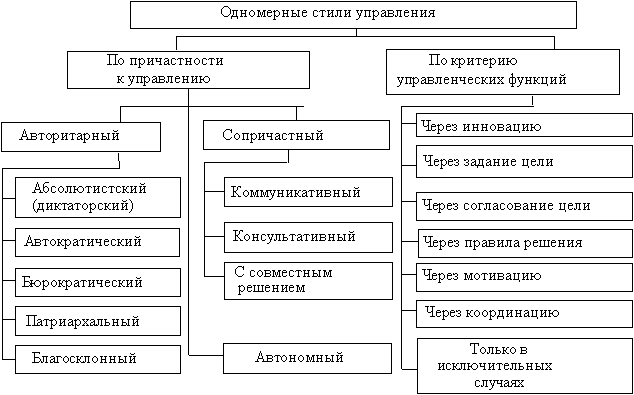 Одномерные стили управления
По причастности
к управлению
По критерию
управленческих функций
Авторитарный
Абсолютистский
(диктаторский)
Автократический
Бюрократический
Патриархальный
Благосклонный
Сопричастный
Коммуникативный
Консультативный
С совместным
решением
Автономный
Через инновацию
Через задание цели
Через согласование цели
Через правила решения
Через мотивацию
Через координацию
Только в
исключительных
случаях